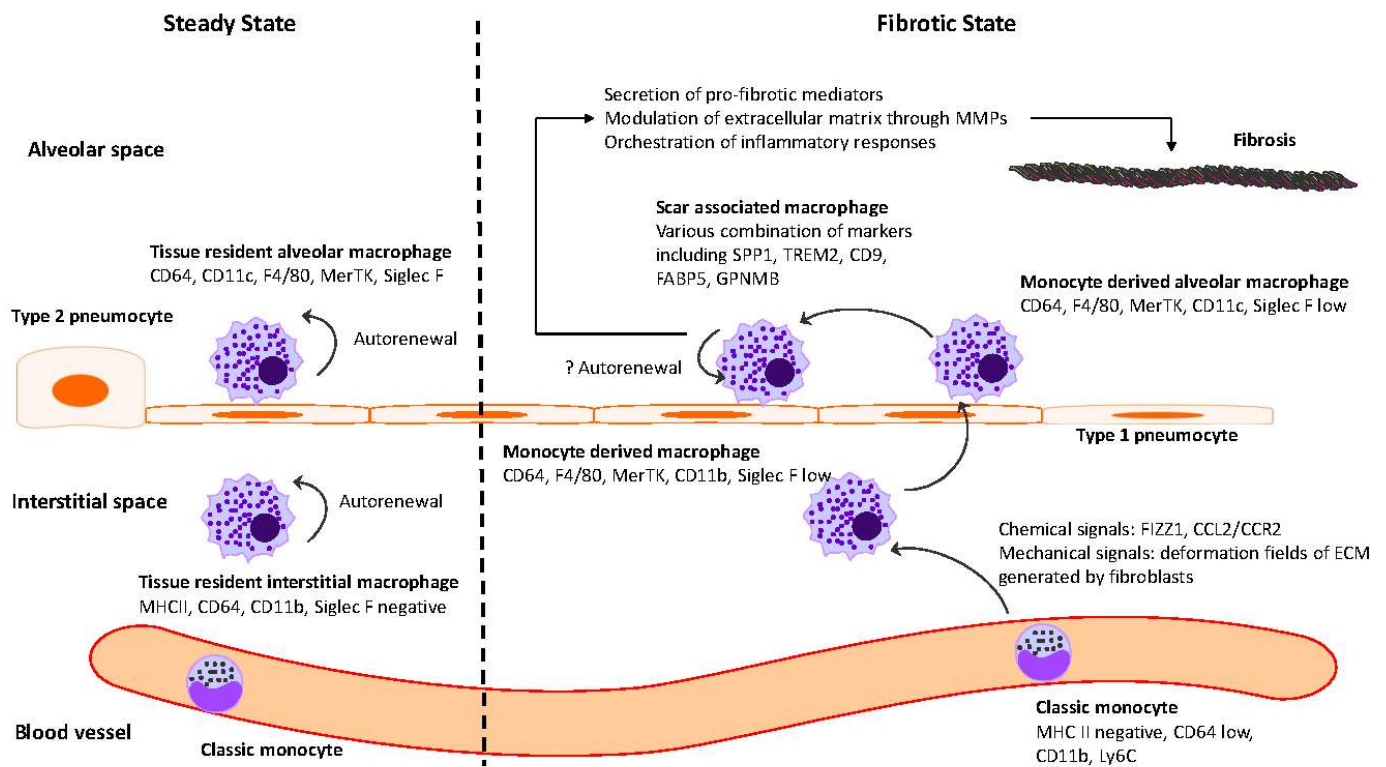 Steady State
Fibrotic State
Secretion of pro-fibrotic mediators
Modulation of extracellular matrix through MMPs
Orchestration of inflammatory responses
Fibrosis
Alveolar space
Scar associated macrophage
Various combination of markers
including SPP1, TREM2, CD9,
FABP5, GPNMB
Tissue resident alveolar macrophage
CD64, CD11c, F4/80, MerTK, Siglec F
Monocyte derived alveolar macrophage
CD64, F4/80, MerTK, CD11c, Siglec F low
Type 2 pneumocyte
Autorenewal
? Autorenewal
Type 1 pneumocyte
Monocyte derived macrophage
CD64, F4/80, MerTK, CD11b, Siglec F low
Interstitial space
Autorenewal
Chemical signals: FIZZ1, CCL2/CCR2
Mechanical signals: deformation fields of ECM
generated by fibroblasts
Tissue resident interstitial macrophage
MHCII, CD64, CD11b, Siglec F negative
Blood vessel
Classic monocyte
Classic monocyte
MHC II negative, CD64 low,
CD11b, Ly6C